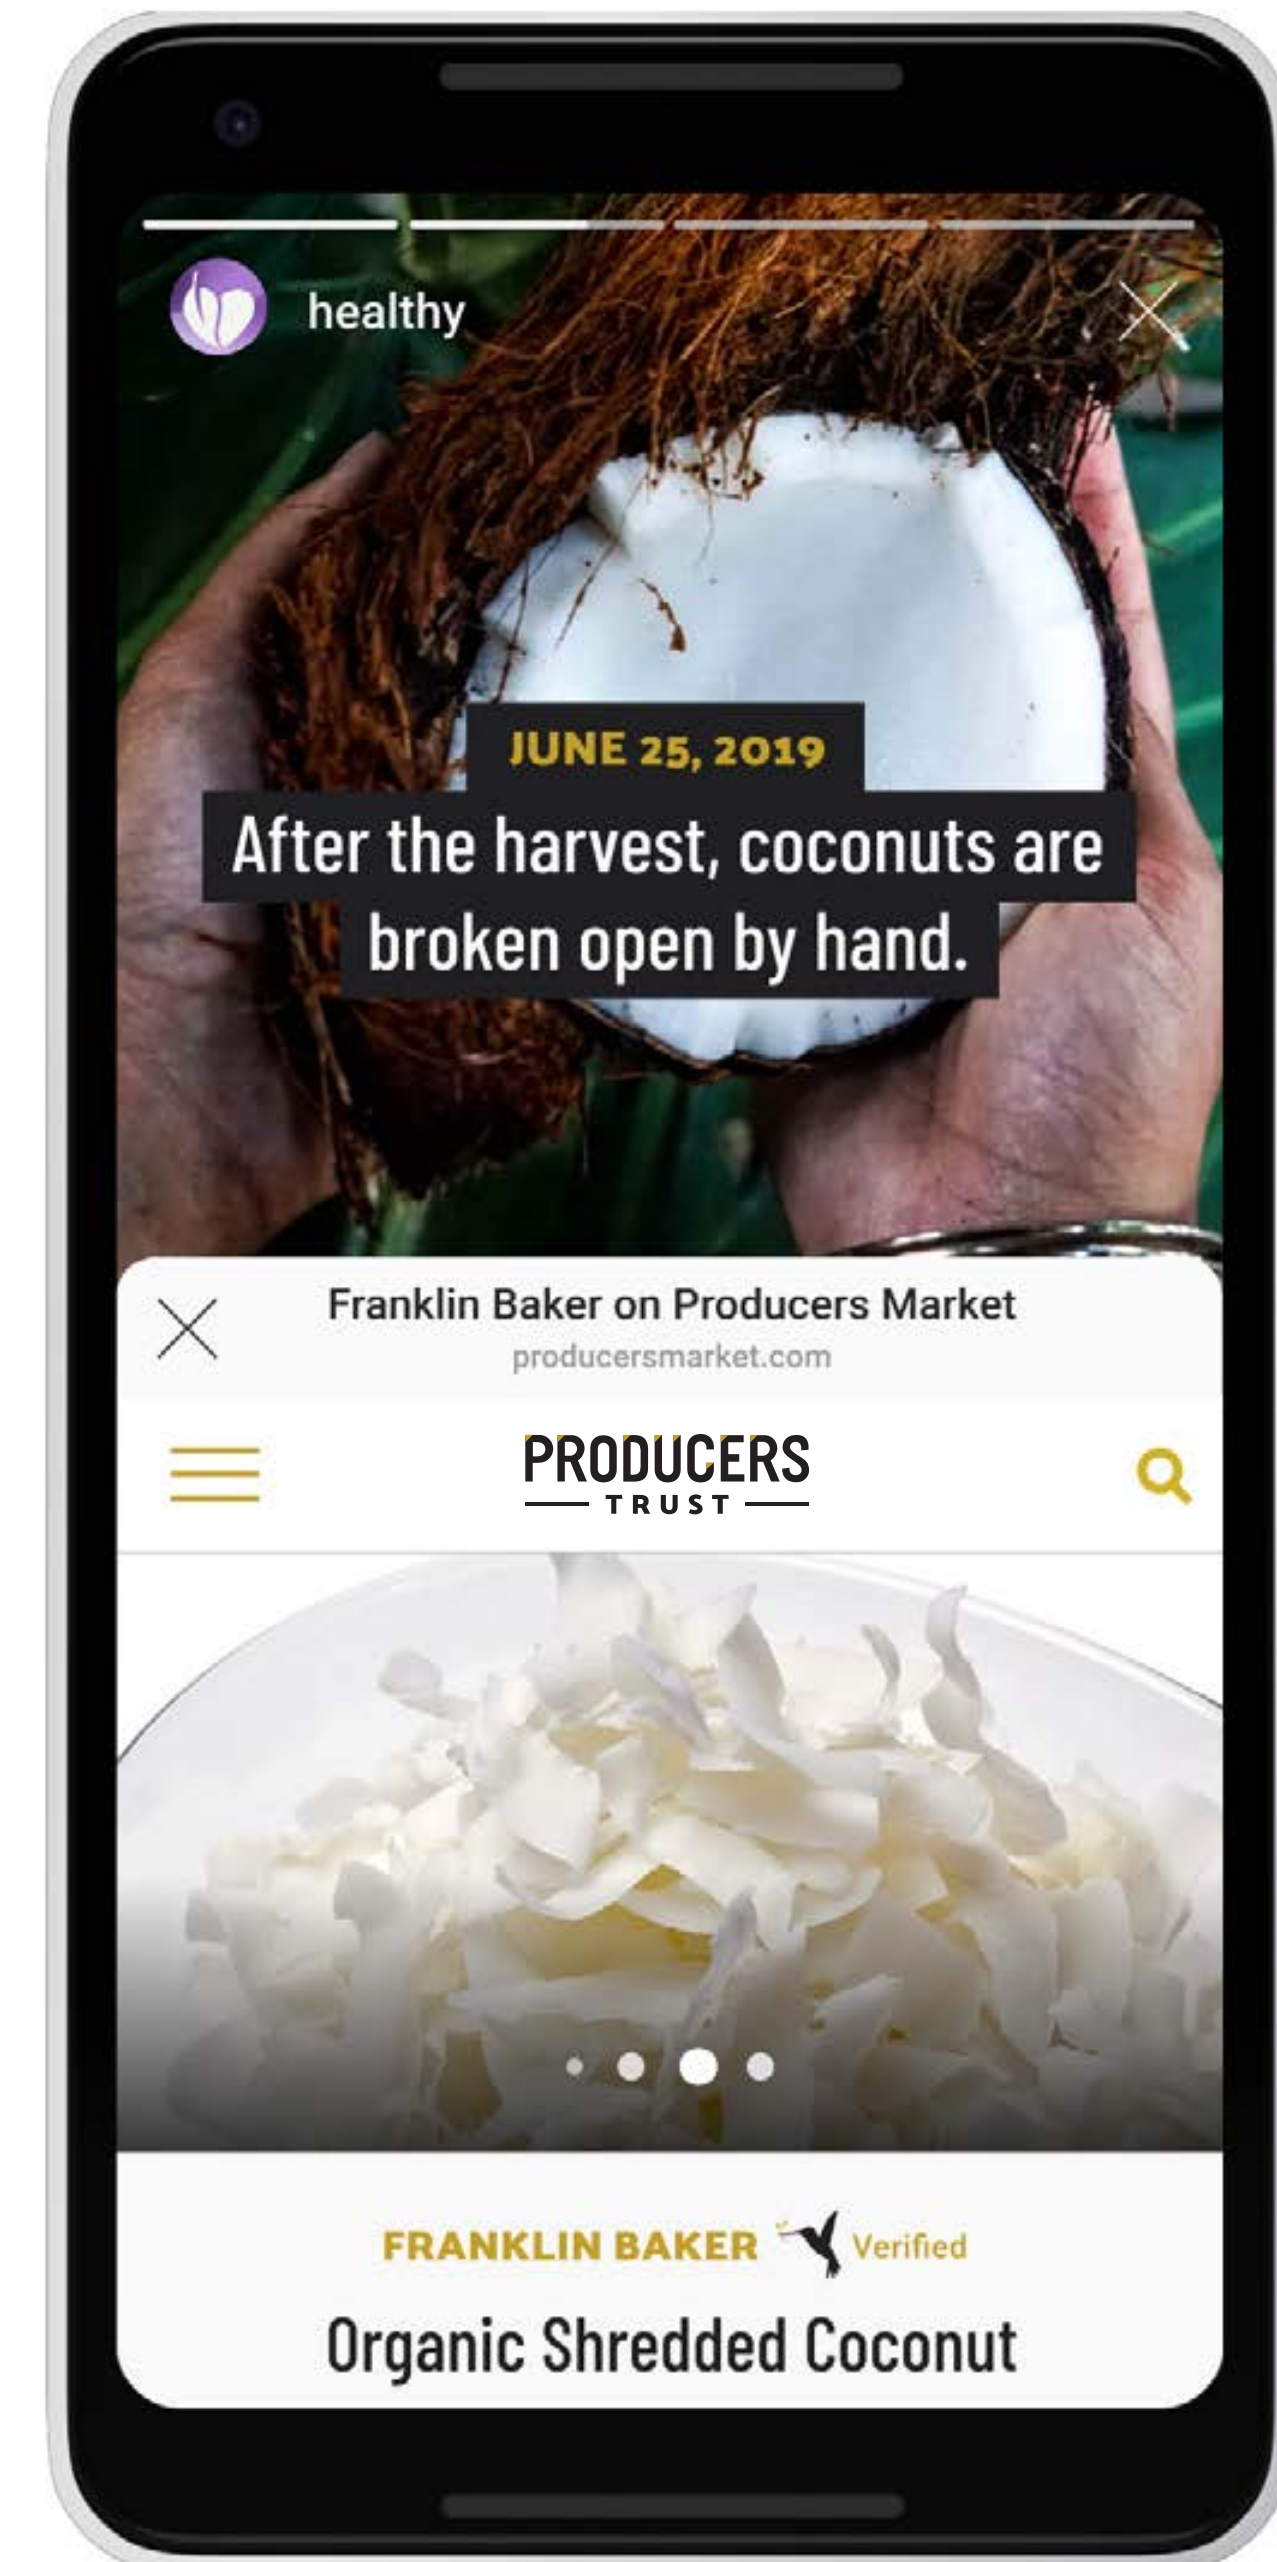 healthy
JUNE 25, 2019
After the harvest, coconuts are
broken open by hand.
Franklin Baker on Producers Market
producersmarket.com
PRODUCERS
TRUST
FRANKLIN BAKER Verified
Organic Shredded Coconut